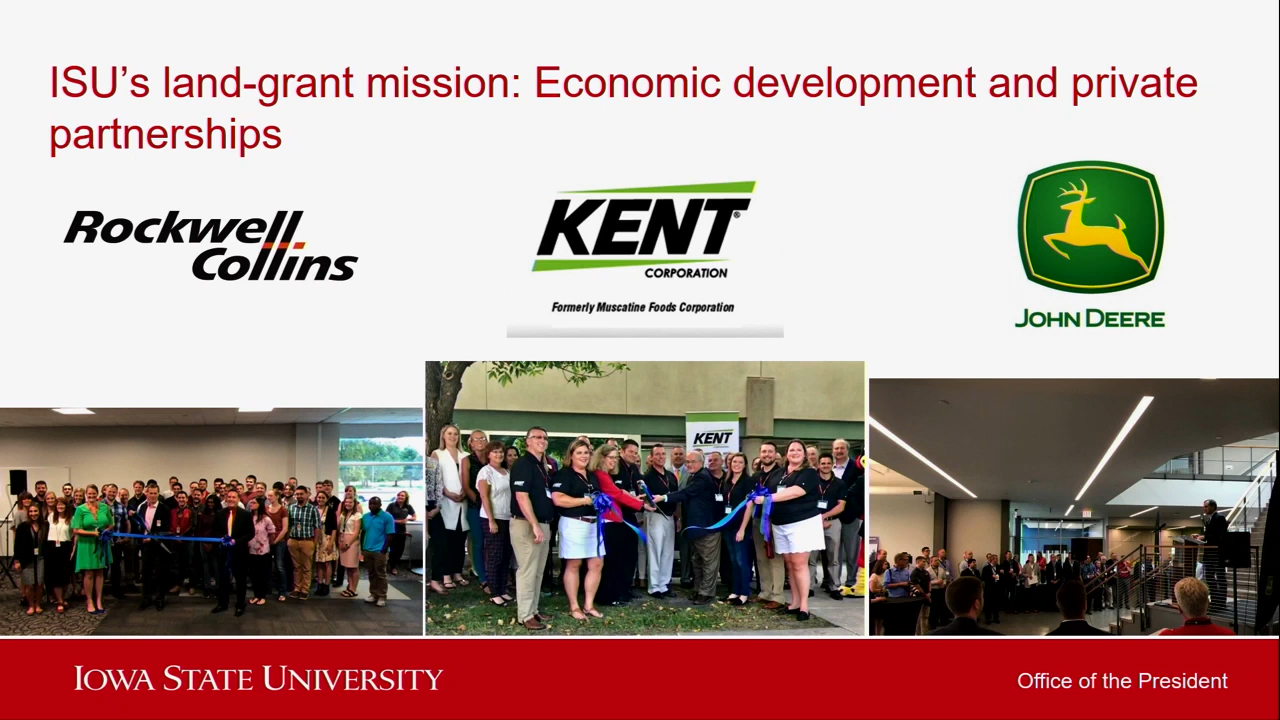 ISU’s land-grant mission: Economic development and private
partnerships
Rockwell
Collins
KENT®
CORPORATION
Formerly Muscatine Foods Corporation
JOHN DEERE
KENT
IOWA STATE UNIVERSITY
Office of the President